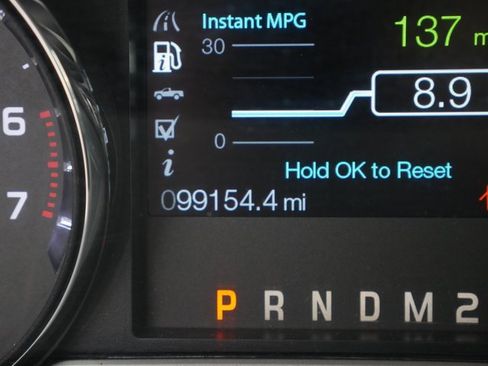 Instant MPG
137 m
30
8.9
0
Hold OK to Reset
099154.4 mi
6
7
P R N D M 2